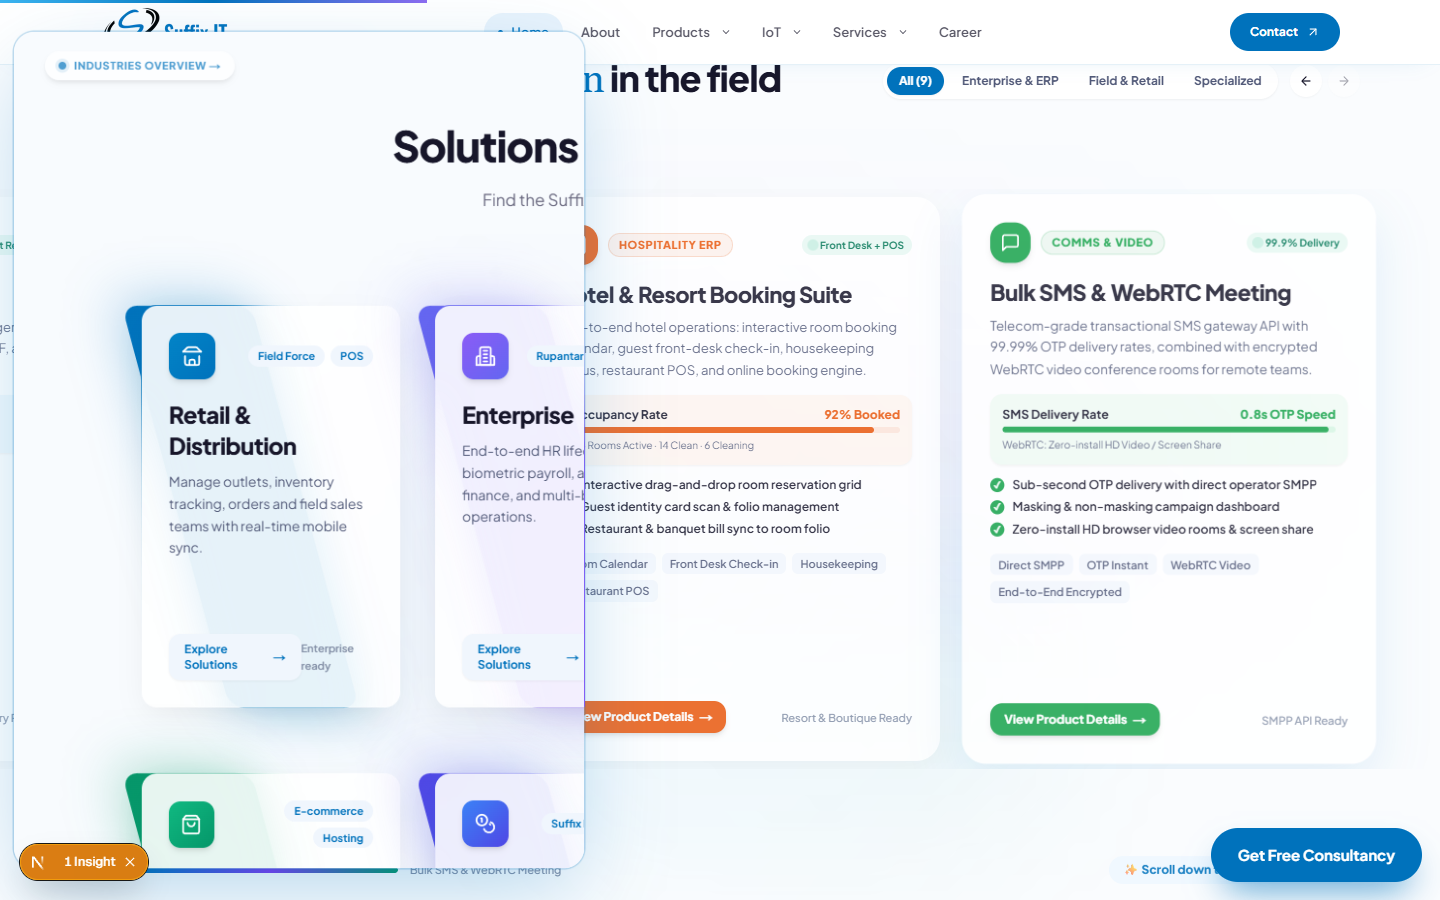 Suffix IT
Home
About
Products
IoT
Services
Career
Contact
INDUSTRIES OVERVIEW →
in the field
All (9)
Enterprise & ERP
Field & Retail
Specialized
Solutions
Find the Suffi
Field Force
POS
Retail &
Distribution
Manage outlets, inventory
tracking, orders and field sales
teams with real-time mobile
sync.
Explore
Solutions →
Enterprise
ready
Rupantar
Enterprise
End-to-end HR life
biometric payroll, a
finance, and multi-b
operations.
Explore
Solutions →
E-commerce
Hosting
Suffix
HOSPITALITY ERP
Front Desk + POS
tel & Resort Booking Suite
-to-end hotel operations: interactive room booking
ndar, guest front-desk check-in, housekeeping
us, restaurant POS, and online booking engine.
ccupancy Rate
92% Booked
Rooms Active · 14 Clean · 6 Cleaning
nteractive drag-and-drop room reservation grid
Guest identity card scan & folio management
Restaurant & banquet bill sync to room folio
om Calendar
Front Desk Check-in
Housekeeping
taurant POS
ew Product Details →
Resort & Boutique Ready
COMMS & VIDEO
99.9% Delivery
Bulk SMS & WebRTC Meeting
Telecom-grade transactional SMS gateway API with
99.99% OTP delivery rates, combined with encrypted
WebRTC video conference rooms for remote teams.
SMS Delivery Rate
0.8s OTP Speed
WebRTC: Zero-install HD Video / Screen Share
Sub-second OTP delivery with direct operator SMPP
Masking & non-masking campaign dashboard
Zero-install HD browser video rooms & screen share
Direct SMPP
OTP Instant
WebRTC Video
End-to-End Encrypted
View Product Details →
SMPP API Ready
1 Insight
Bulk SMS & WebRTC Meeting
✨ Scroll down
Get Free Consultancy